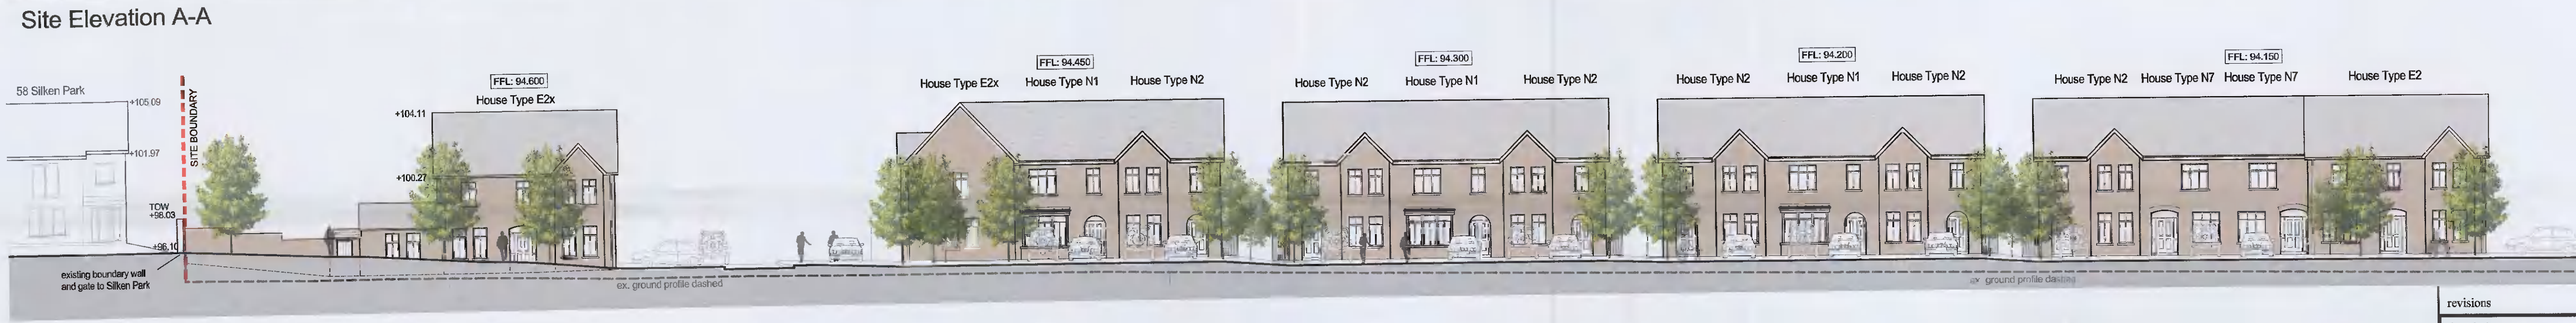 Site Elevation A-A
58 Silken Park
+105.09
+101.97
SITE BOUNDARY
TOW
+98.03
+96.10
existing boundary wall
and gate to Silken Park
FFL: 94.600
House Type E2x
+104.11
+100.27
ex. ground profile dashed
FFL: 94.450
House Type E2x
House Type N1
House Type N2
FFL: 94.300
House Type N2
House Type N1
House Type N2
FFL: 94.200
House Type N2
House Type N1
House Type N2
FFL: 94.150
House Type N2
House Type N7
House Type N7
House Type E2
ex ground profile dashed
revisions